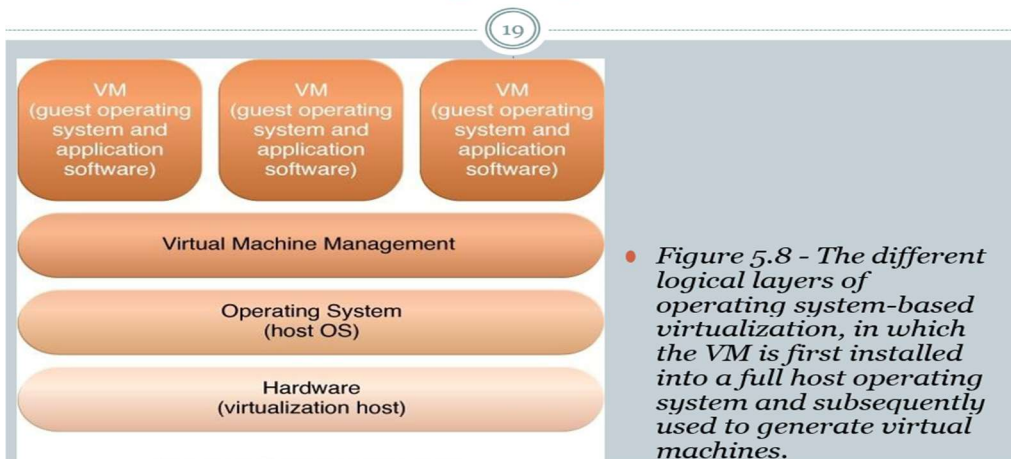 19
VM
(guest operating
system and
application
software)
VM
(guest operating
system and
application
software)
VM
(guest operating
system and
application
software)
Virtual Machine Management
Operating System
(host OS)
Hardware
(virtualization host)
• Figure 5.8 - The different
logical layers of
operating system-based
virtualization, in which
the VM is first installed
into a full host operating
system and subsequently
used to generate virtual
machines.